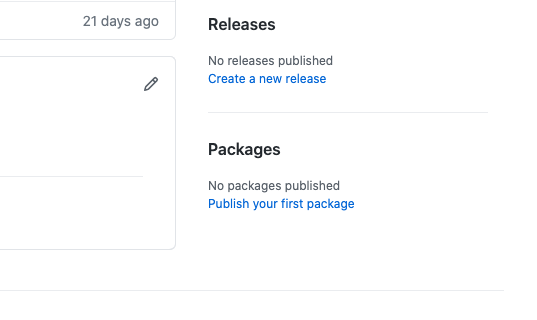 21 days ago
Releases
No releases published
Create a new release
Packages
No packages published
Publish your first package